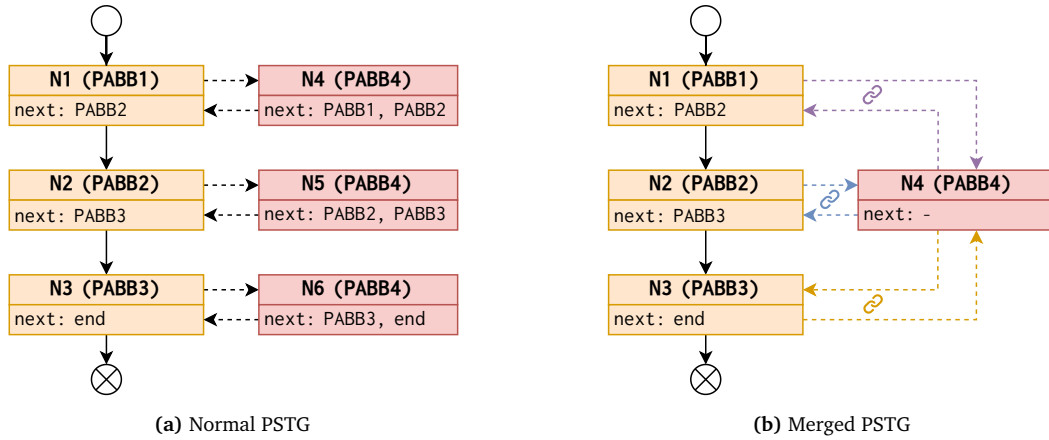 N1 (PABB1)
next: PABB2
N4 (PABB4)
next: PABB1, PABB2
N2 (PABB2)
next: PABB3
N5 (PABB4)
next: PABB2, PABB3
N3 (PABB3)
next: end
N6 (PABB4)
next: PABB3, end
(a) Normal PSTG
N1 (PABB1)
next: PABB2
N2 (PABB2)
next: PABB3
N4 (PABB4)
next: -
N3 (PABB3)
next: end
(b) Merged PSTG